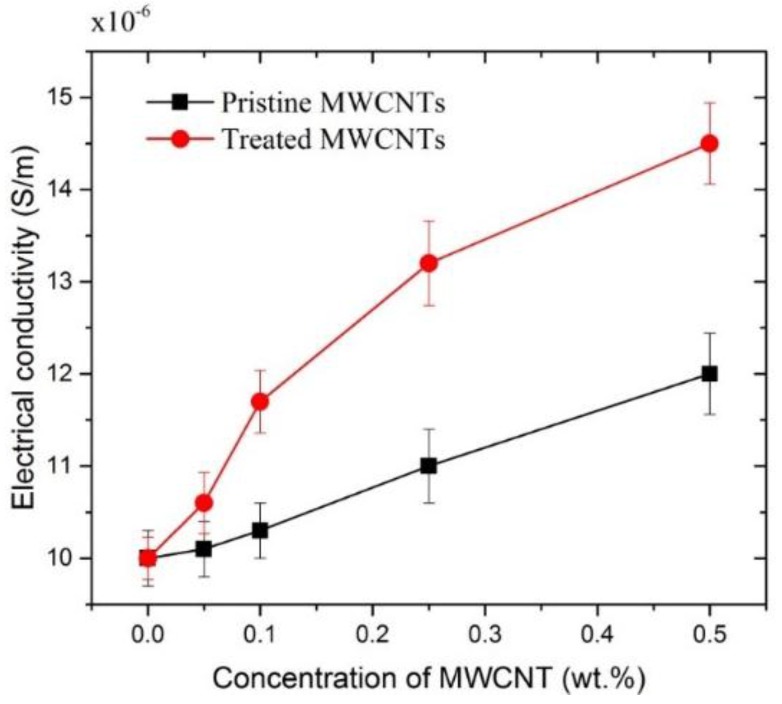 x10⁻⁶
Pristine MWCNTs
Treated MWCNTs
Electrical conductivity (S/m)
15
14
13
12
11
10
0.0 0.1 0.2 0.3 0.4 0.5
Concentration of MWCNT (wt.%)